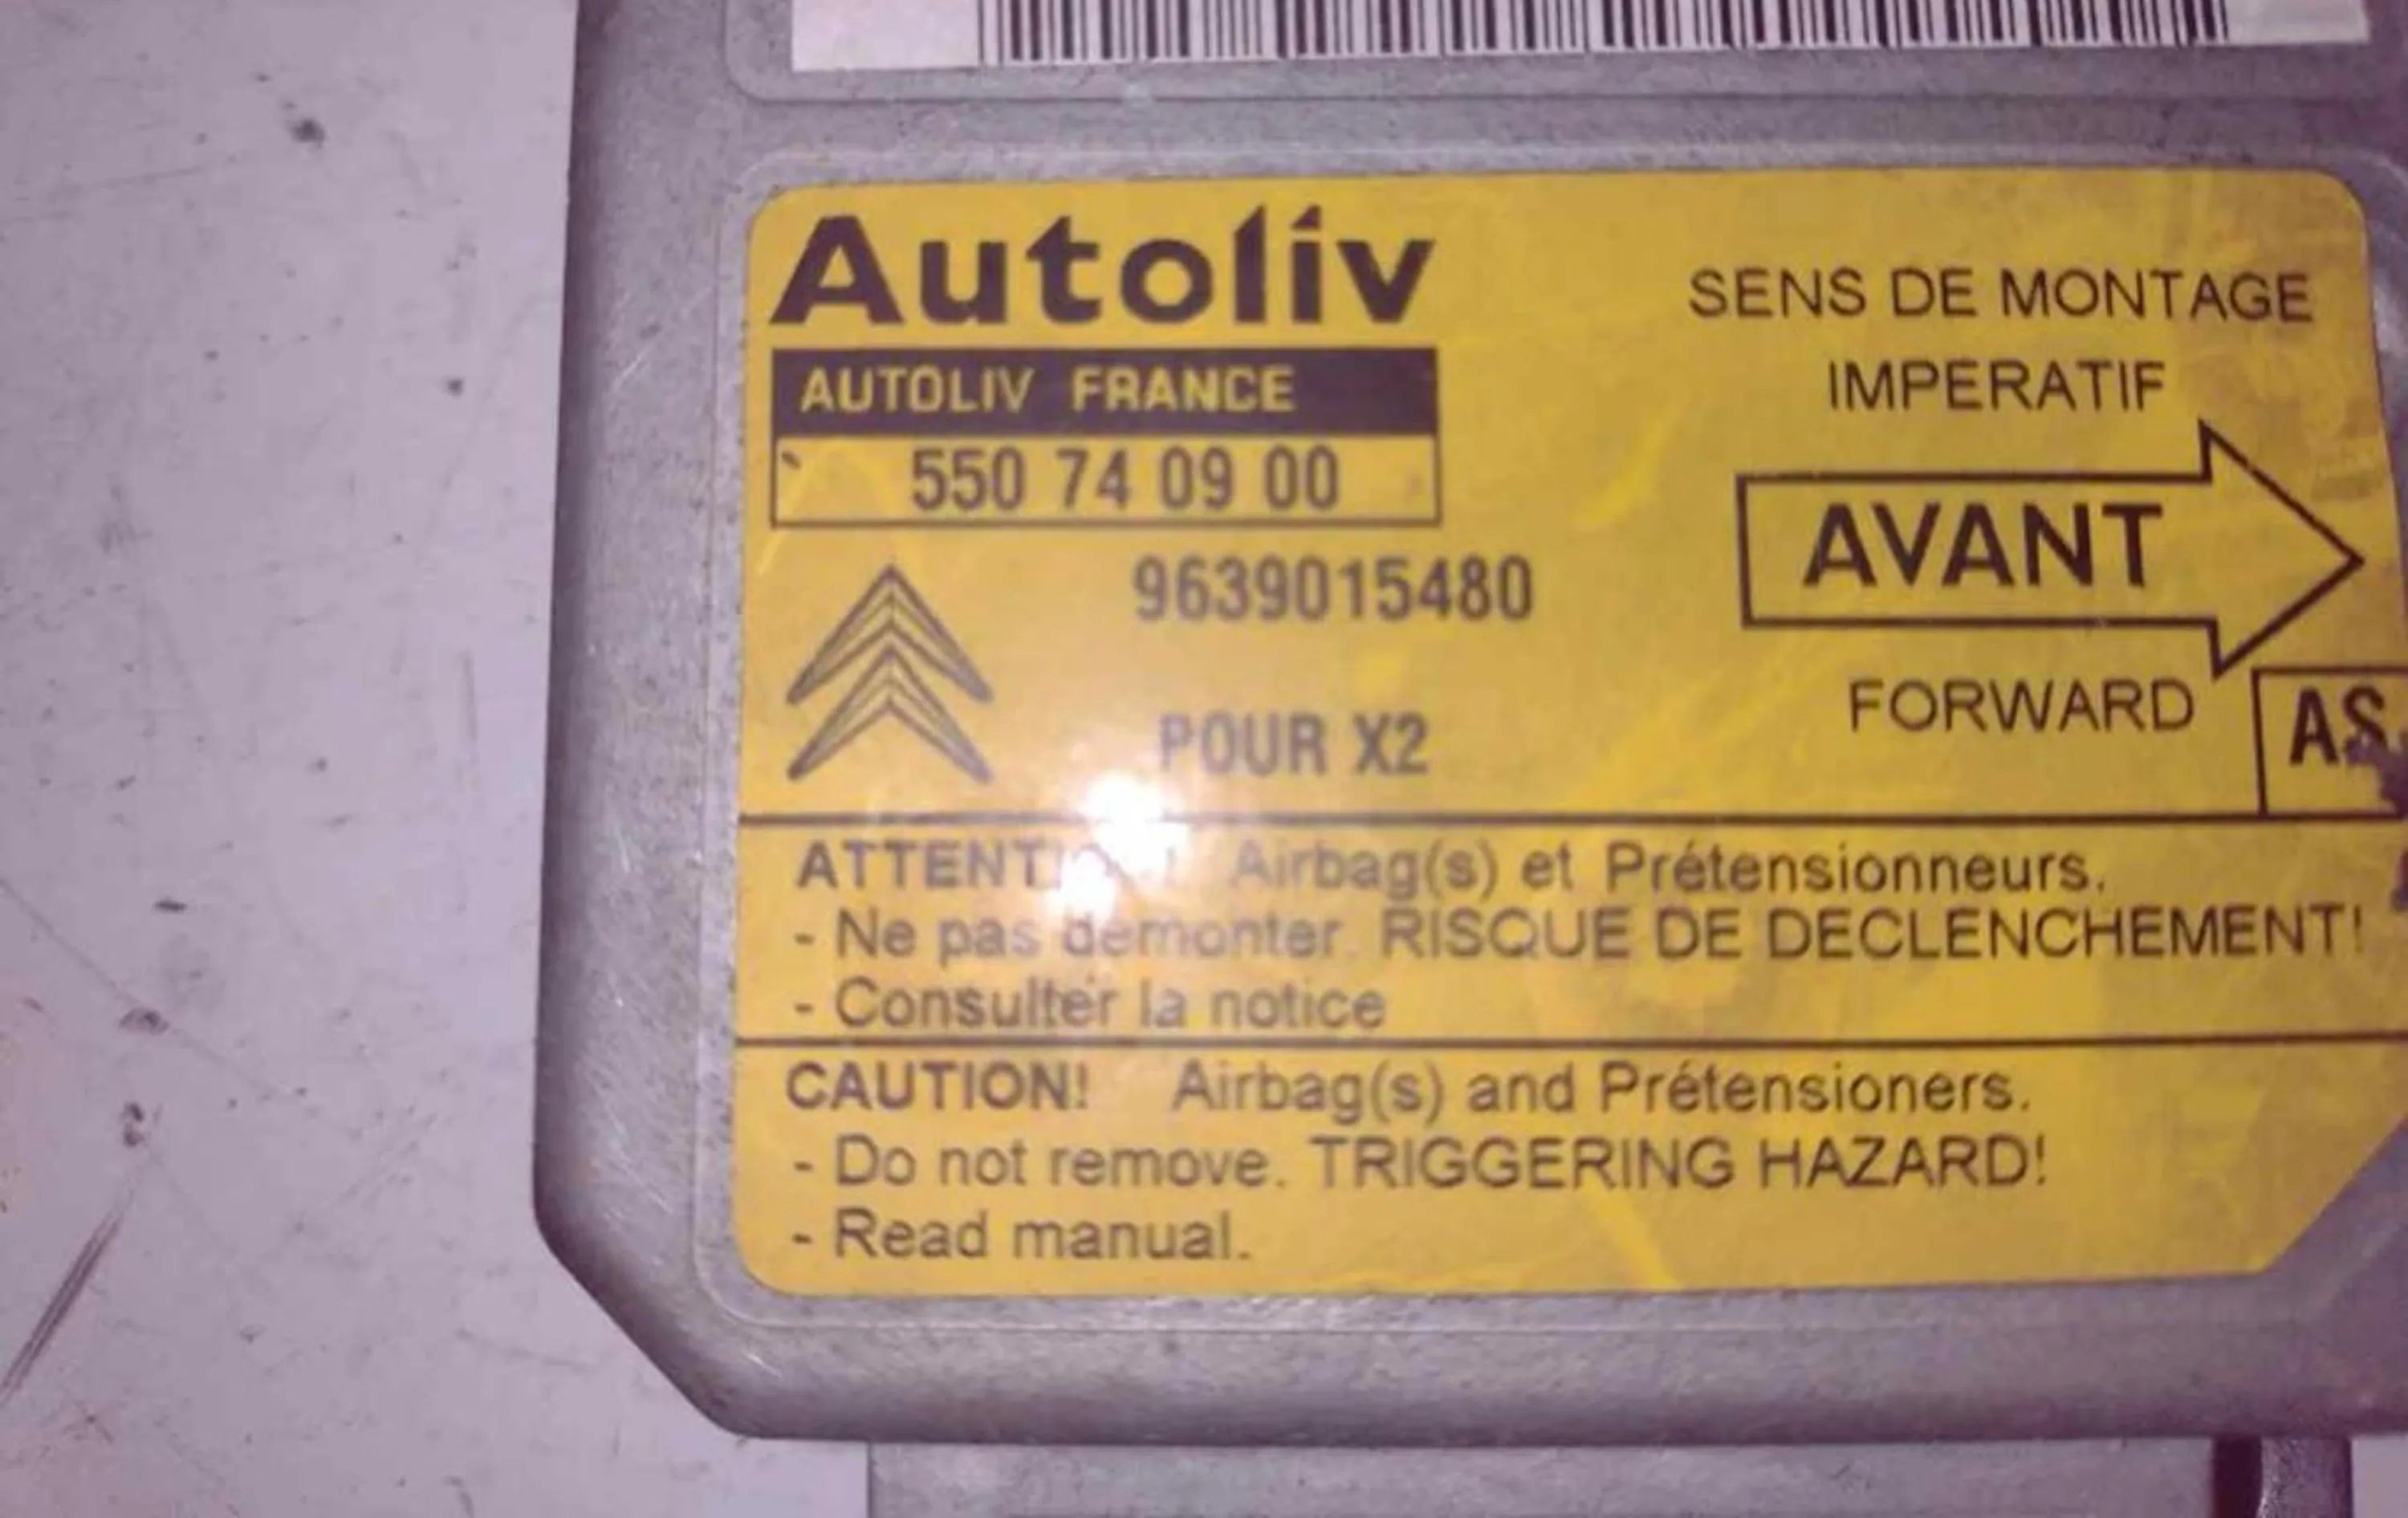 Autoliv
AUTOLIV FRANCE
550 74 09 00
9639015480
POUR X2
SENS DE MONTAGE
IMPERATIF
AVANT
FORWARD
AS
Airbag(s) et Prétensionneurs.
- Ne pas demonter. RISQUE DE DECLENCHEMENT!
- Consulter la notice
CAUTION! Airbag(s) and Prétensioners.
- Do not remove. TRIGGERING HAZARD!
- Read manual.